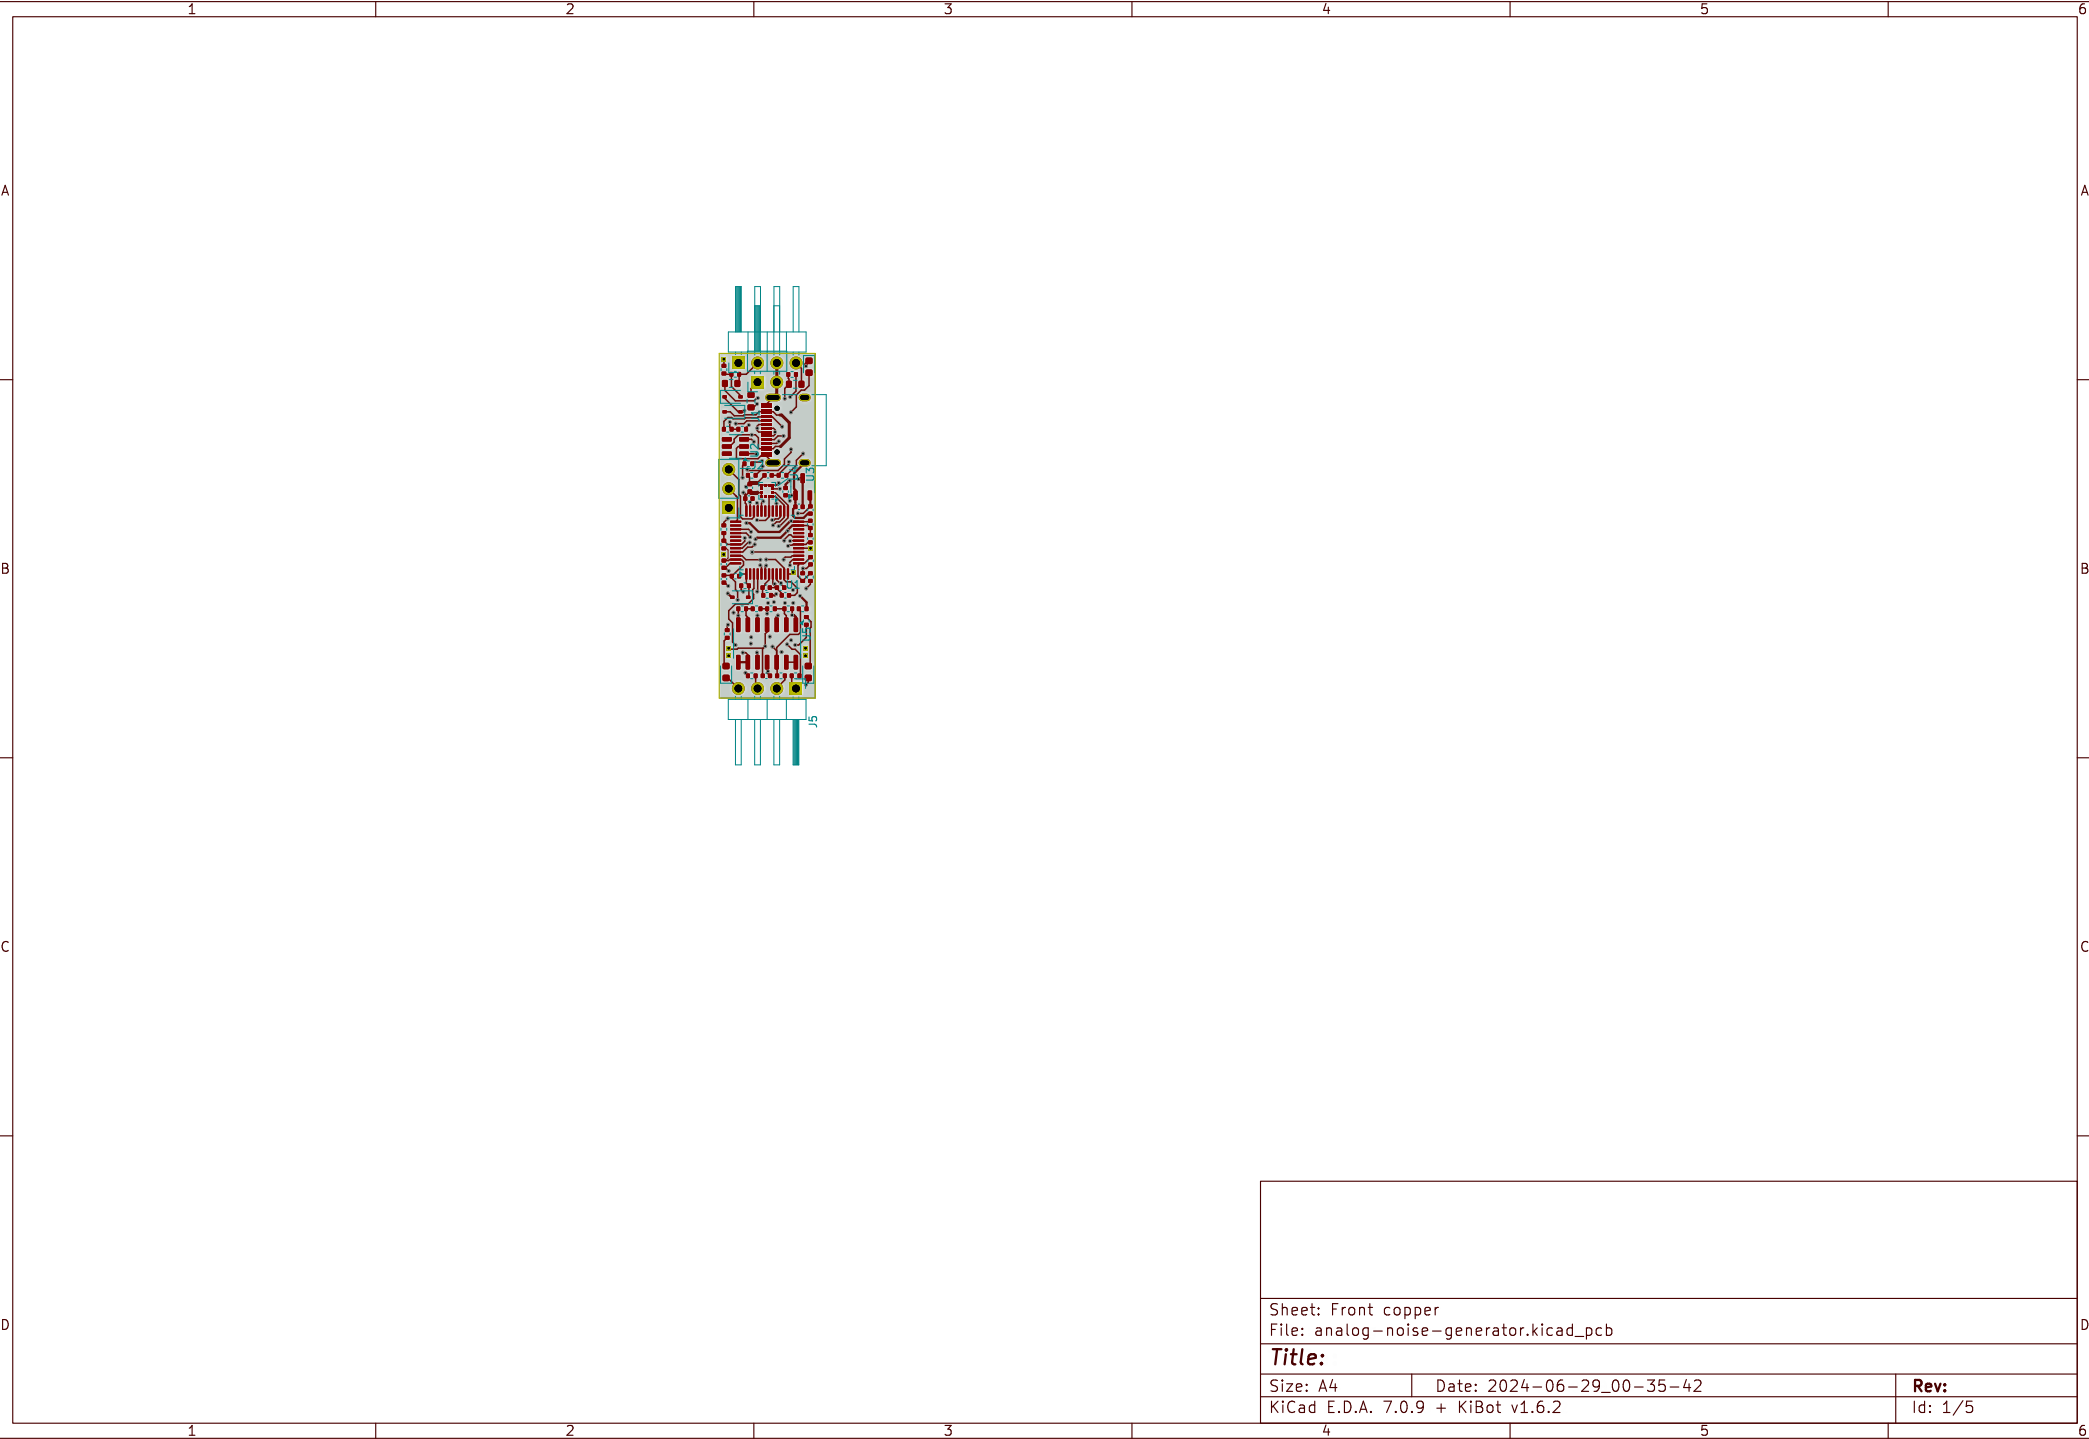 1 2 3 4 5 6
A A
U3
B B
J5
C C
Sheet: Front copper
File: analog-noise-generator.kicad_pcb
D D
Title:
Size: A4 Date: 2024-06-29_00-35-42 Rev:
KiCad E.D.A. 7.0.9 + KiBot v1.6.2 Id: 1/5
1 2 3 4 5 6